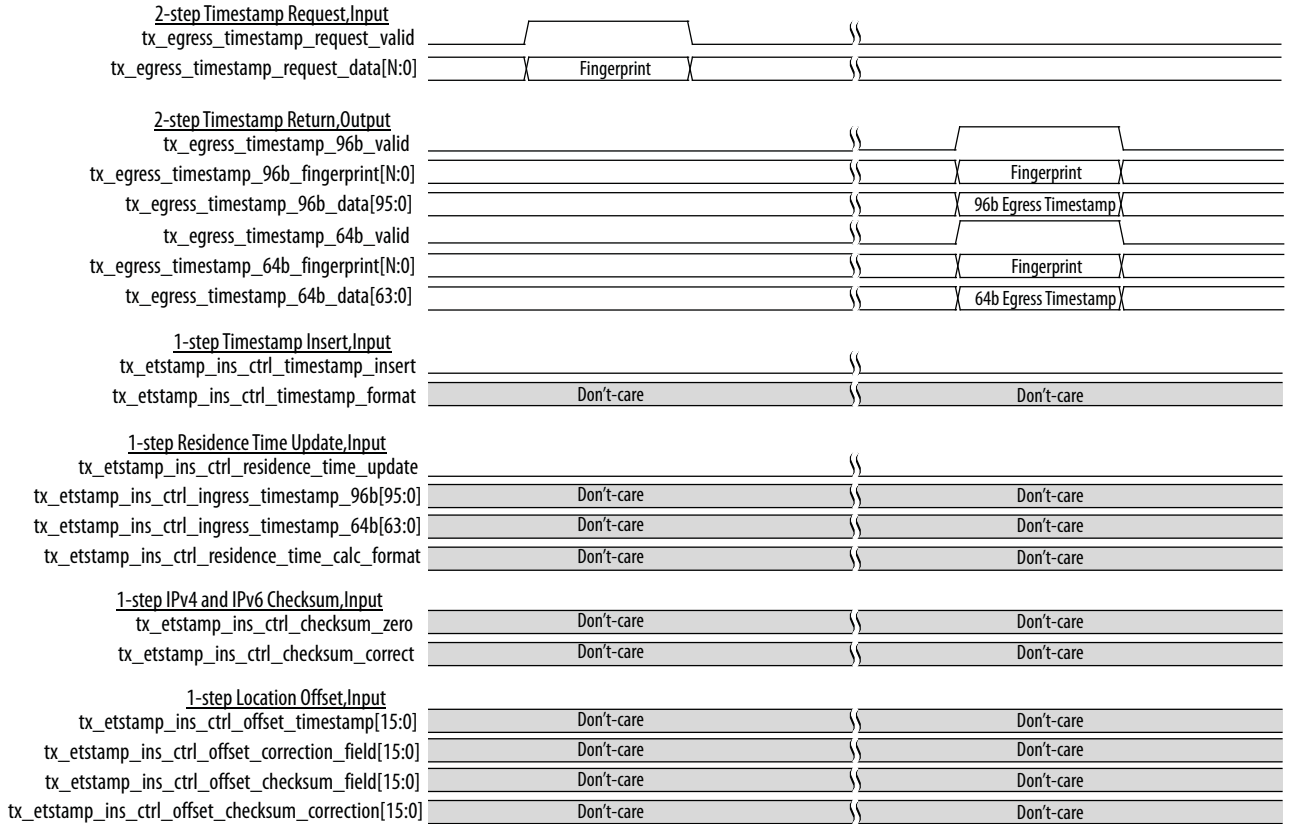 2-step Timestamp Request,Input
tx_egress_timestamp_request_valid
tx_egress_timestamp_request_data[N:0] Fingerprint
2-step Timestamp Return,Output
tx_egress_timestamp_96b_valid
tx_egress_timestamp_96b_fingerprint[N:0] Fingerprint
tx_egress_timestamp_96b_data[95:0] 96b Egress Timestamp
tx_egress_timestamp_64b_valid
tx_egress_timestamp_64b_fingerprint[N:0] Fingerprint
tx_egress_timestamp_64b_data[63:0] 64b Egress Timestamp
1-step Timestamp Insert,Input
tx_etstamp_ins_ctrl_timestamp_insert
tx_etstamp_ins_ctrl_timestamp_format Don't-care Don't-care
1-step Residence Time Update,Input
tx_etstamp_ins_ctrl_residence_time_update
tx_etstamp_ins_ctrl_ingress_timestamp_96b[95:0] Don't-care Don't-care
tx_etstamp_ins_ctrl_ingress_timestamp_64b[63:0] Don't-care Don't-care
tx_etstamp_ins_ctrl_residence_time_calc_format Don't-care Don't-care
1-step IPv4 and IPv6 Checksum,Input
tx_etstamp_ins_ctrl_checksum_zero Don't-care Don't-care
tx_etstamp_ins_ctrl_checksum_correct Don't-care Don't-care
1-step Location Offset,Input
tx_etstamp_ins_ctrl_offset_timestamp[15:0] Don't-care Don't-care
tx_etstamp_ins_ctrl_offset_correction_field[15:0] Don't-care Don't-care
tx_etstamp_ins_ctrl_offset_checksum_field[15:0] Don't-care Don't-care
tx_etstamp_ins_ctrl_offset_checksum_correction[15:0] Don't-care Don't-care